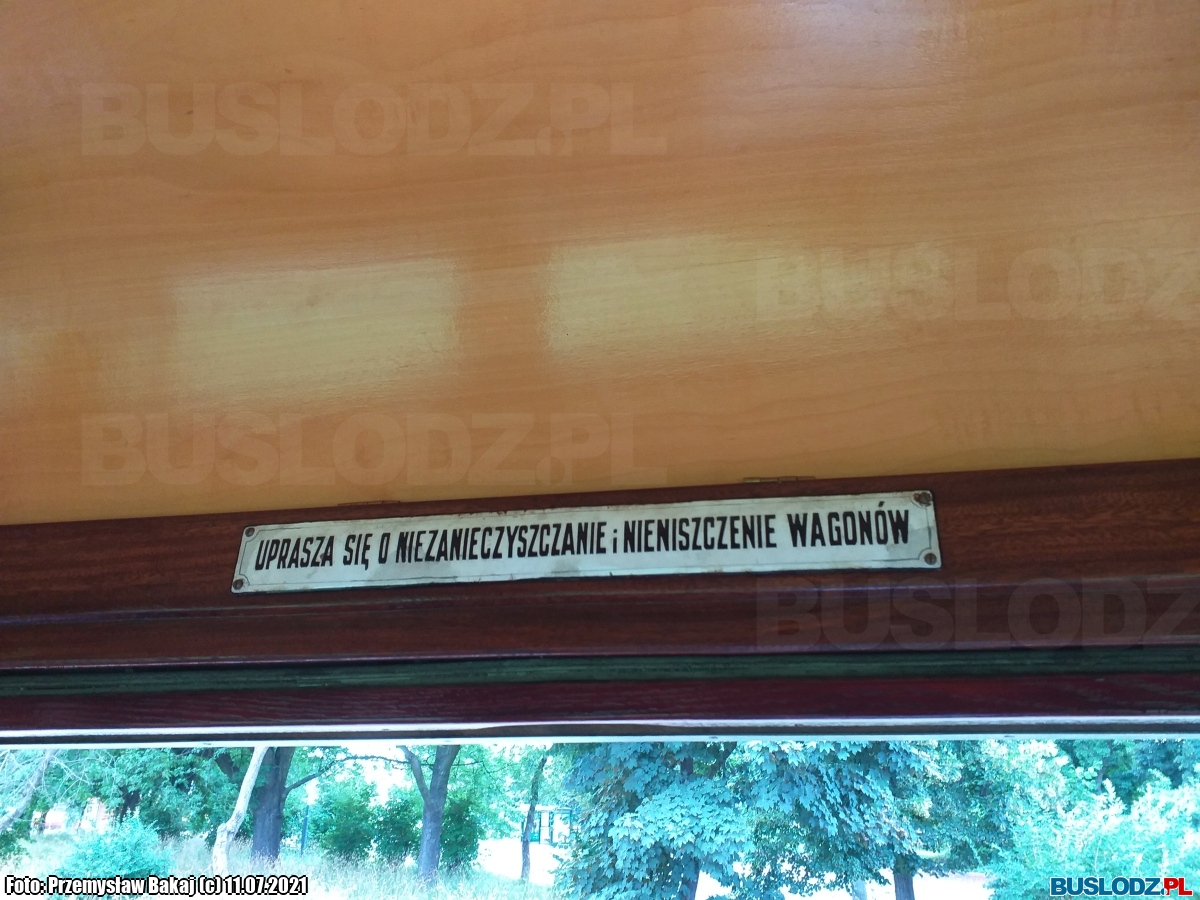 BUSLODZ.PL
BUSLODZ
BUSLODZ.PL
UPRASZA SIĘ O NIEZANIECZYSZCZANIE i NIENISZCZENIE WAGONÓW
BUSLODZ
Foto: Przemysław Bakaj (c) 11.07.2021
BUSLODZ.PL